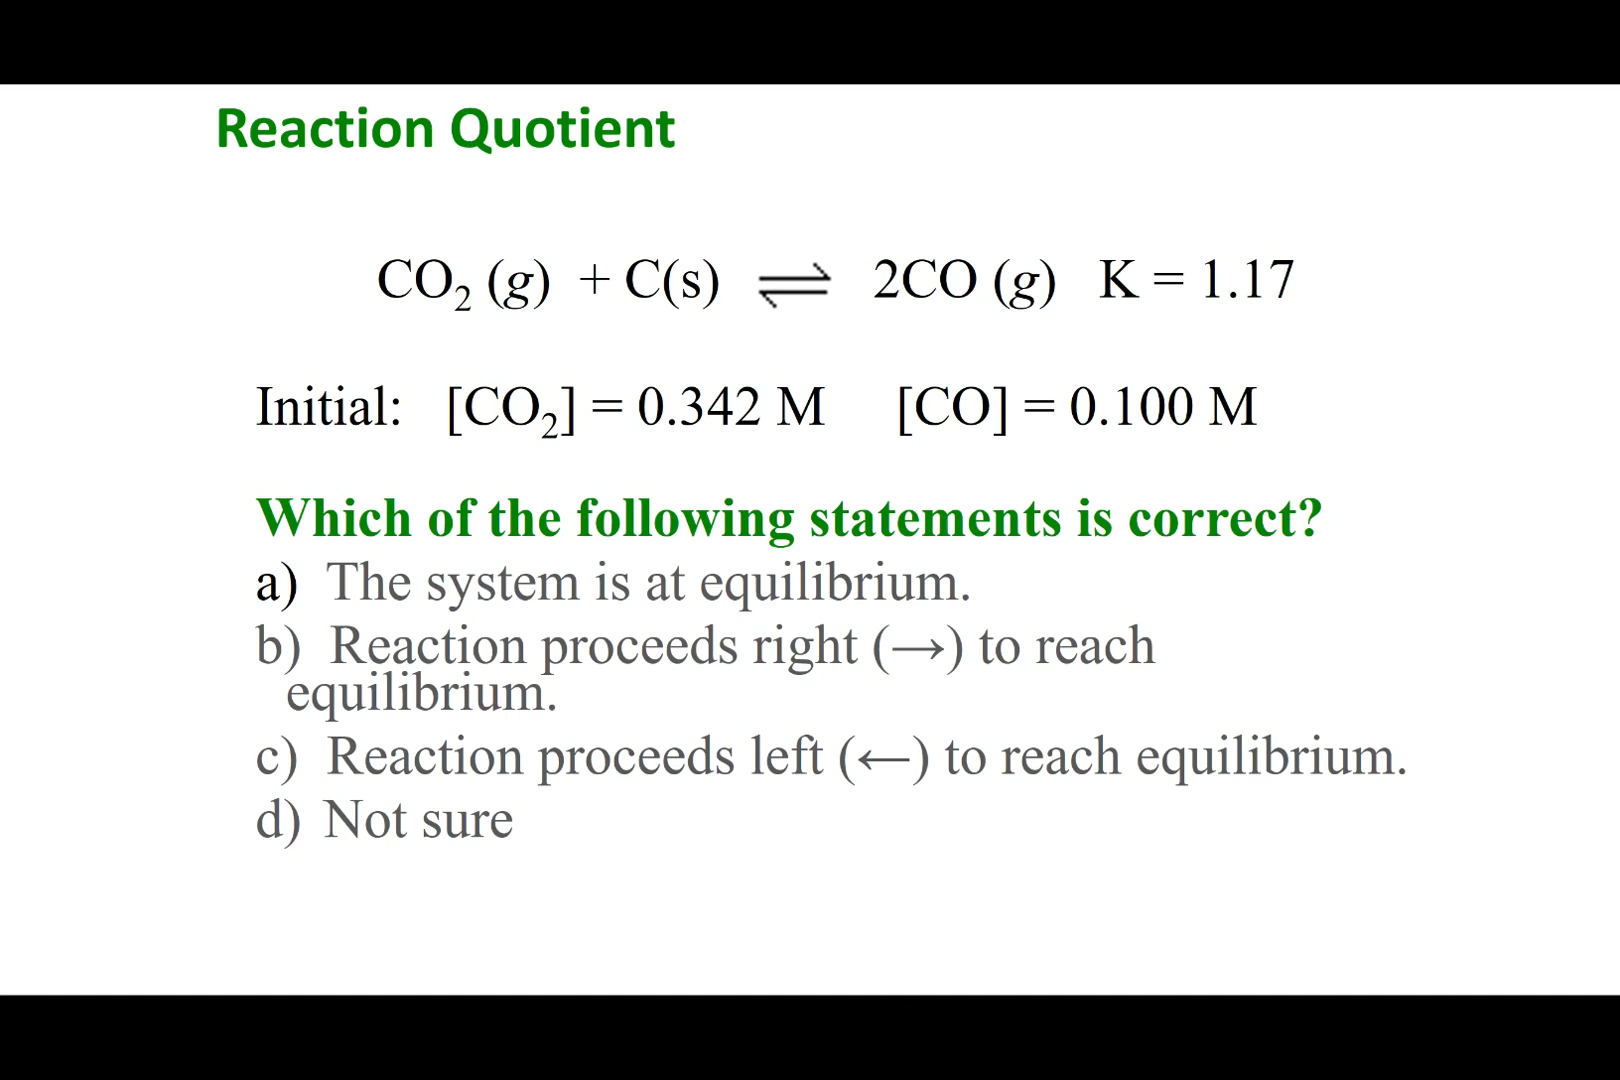 Reaction Quotient
CO₂ (g) + C(s) ⇌ 2CO (g) K = 1.17
Initial: [CO₂] = 0.342 M [CO] = 0.100 M
Which of the following statements is correct?
a) The system is at equilibrium.
b) Reaction proceeds right (→) to reach
equilibrium.
c) Reaction proceeds left (←) to reach equilibrium.
d) Not sure